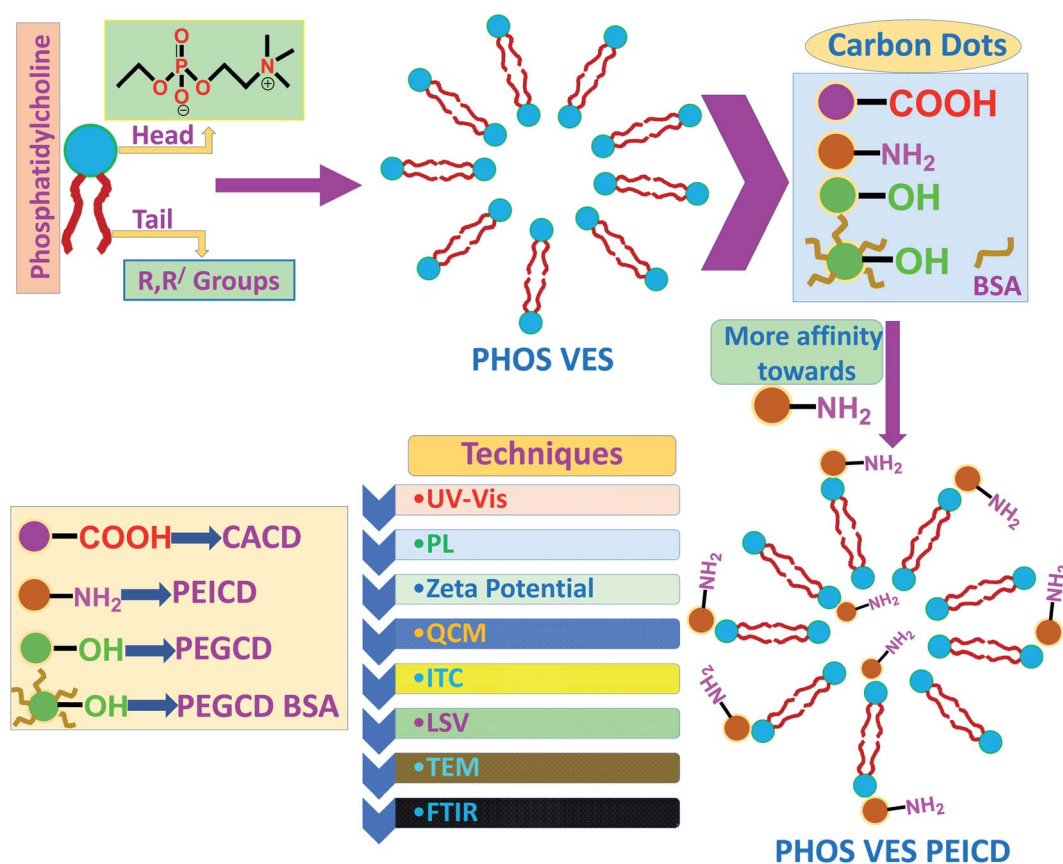 Phosphatidylcholine
O
P
O
O
O
⊖
N
⊕
Head
Tail
R,R/ Groups
PHOS VES
Carbon Dots
COOH
NH2
OH
OH
BSA
More affinity
towards
NH2
Techniques
•UV-Vis
•PL
•Zeta Potential
•QCM
•ITC
•LSV
•TEM
•FTIR
COOH CACD
NH2 PEICD
OH PEGCD
OH PEGCD BSA
NH2
NH2
NH2
NH2
NH2
NH2
NH2
NH2
PHOS VES PEICD